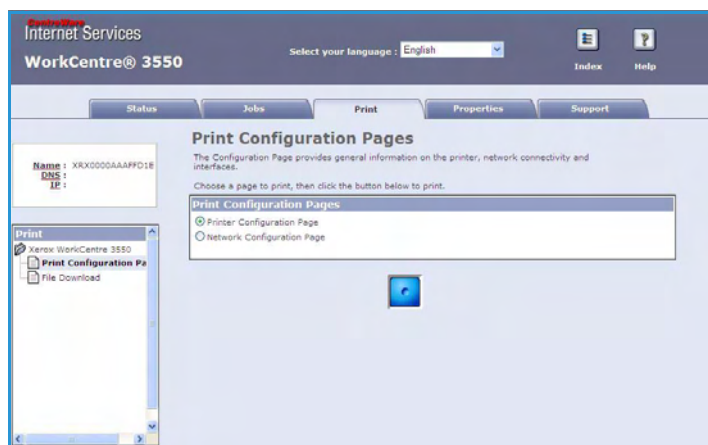 CentreWare
Internet Services
WorkCentre® 3550
Select your language : English
Index
Help
Status
Jobs
Print
Properties
Support
Name : XRX0000AAAFFD1E
DNS :
IP :
Print
Xerox WorkCentre 3550
Print Configuration Pa
File Download
Print Configuration Pages
The Configuration Page provides general information on the printer, network connectivity and
interfaces.
Choose a page to print, then click the button below to print.
Print Configuration Pages
Printer Configuration Page
Network Configuration Page